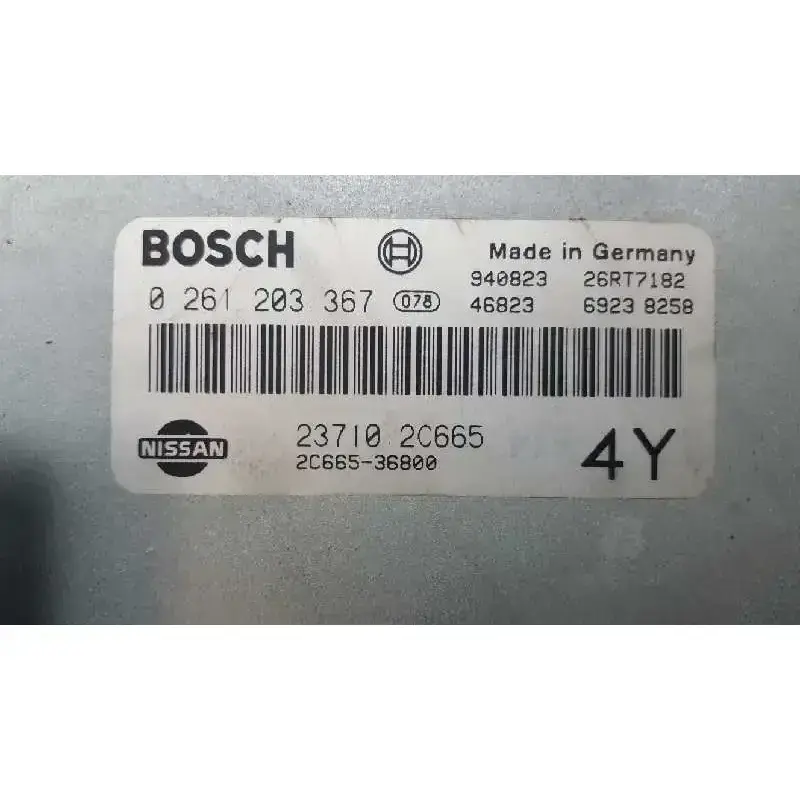 BOSCH Made in Germany
940823 26RT7182
0 261 203 367 078 46823 6923 8258
NISSAN 23710 2C665 4Y
2C665-36800